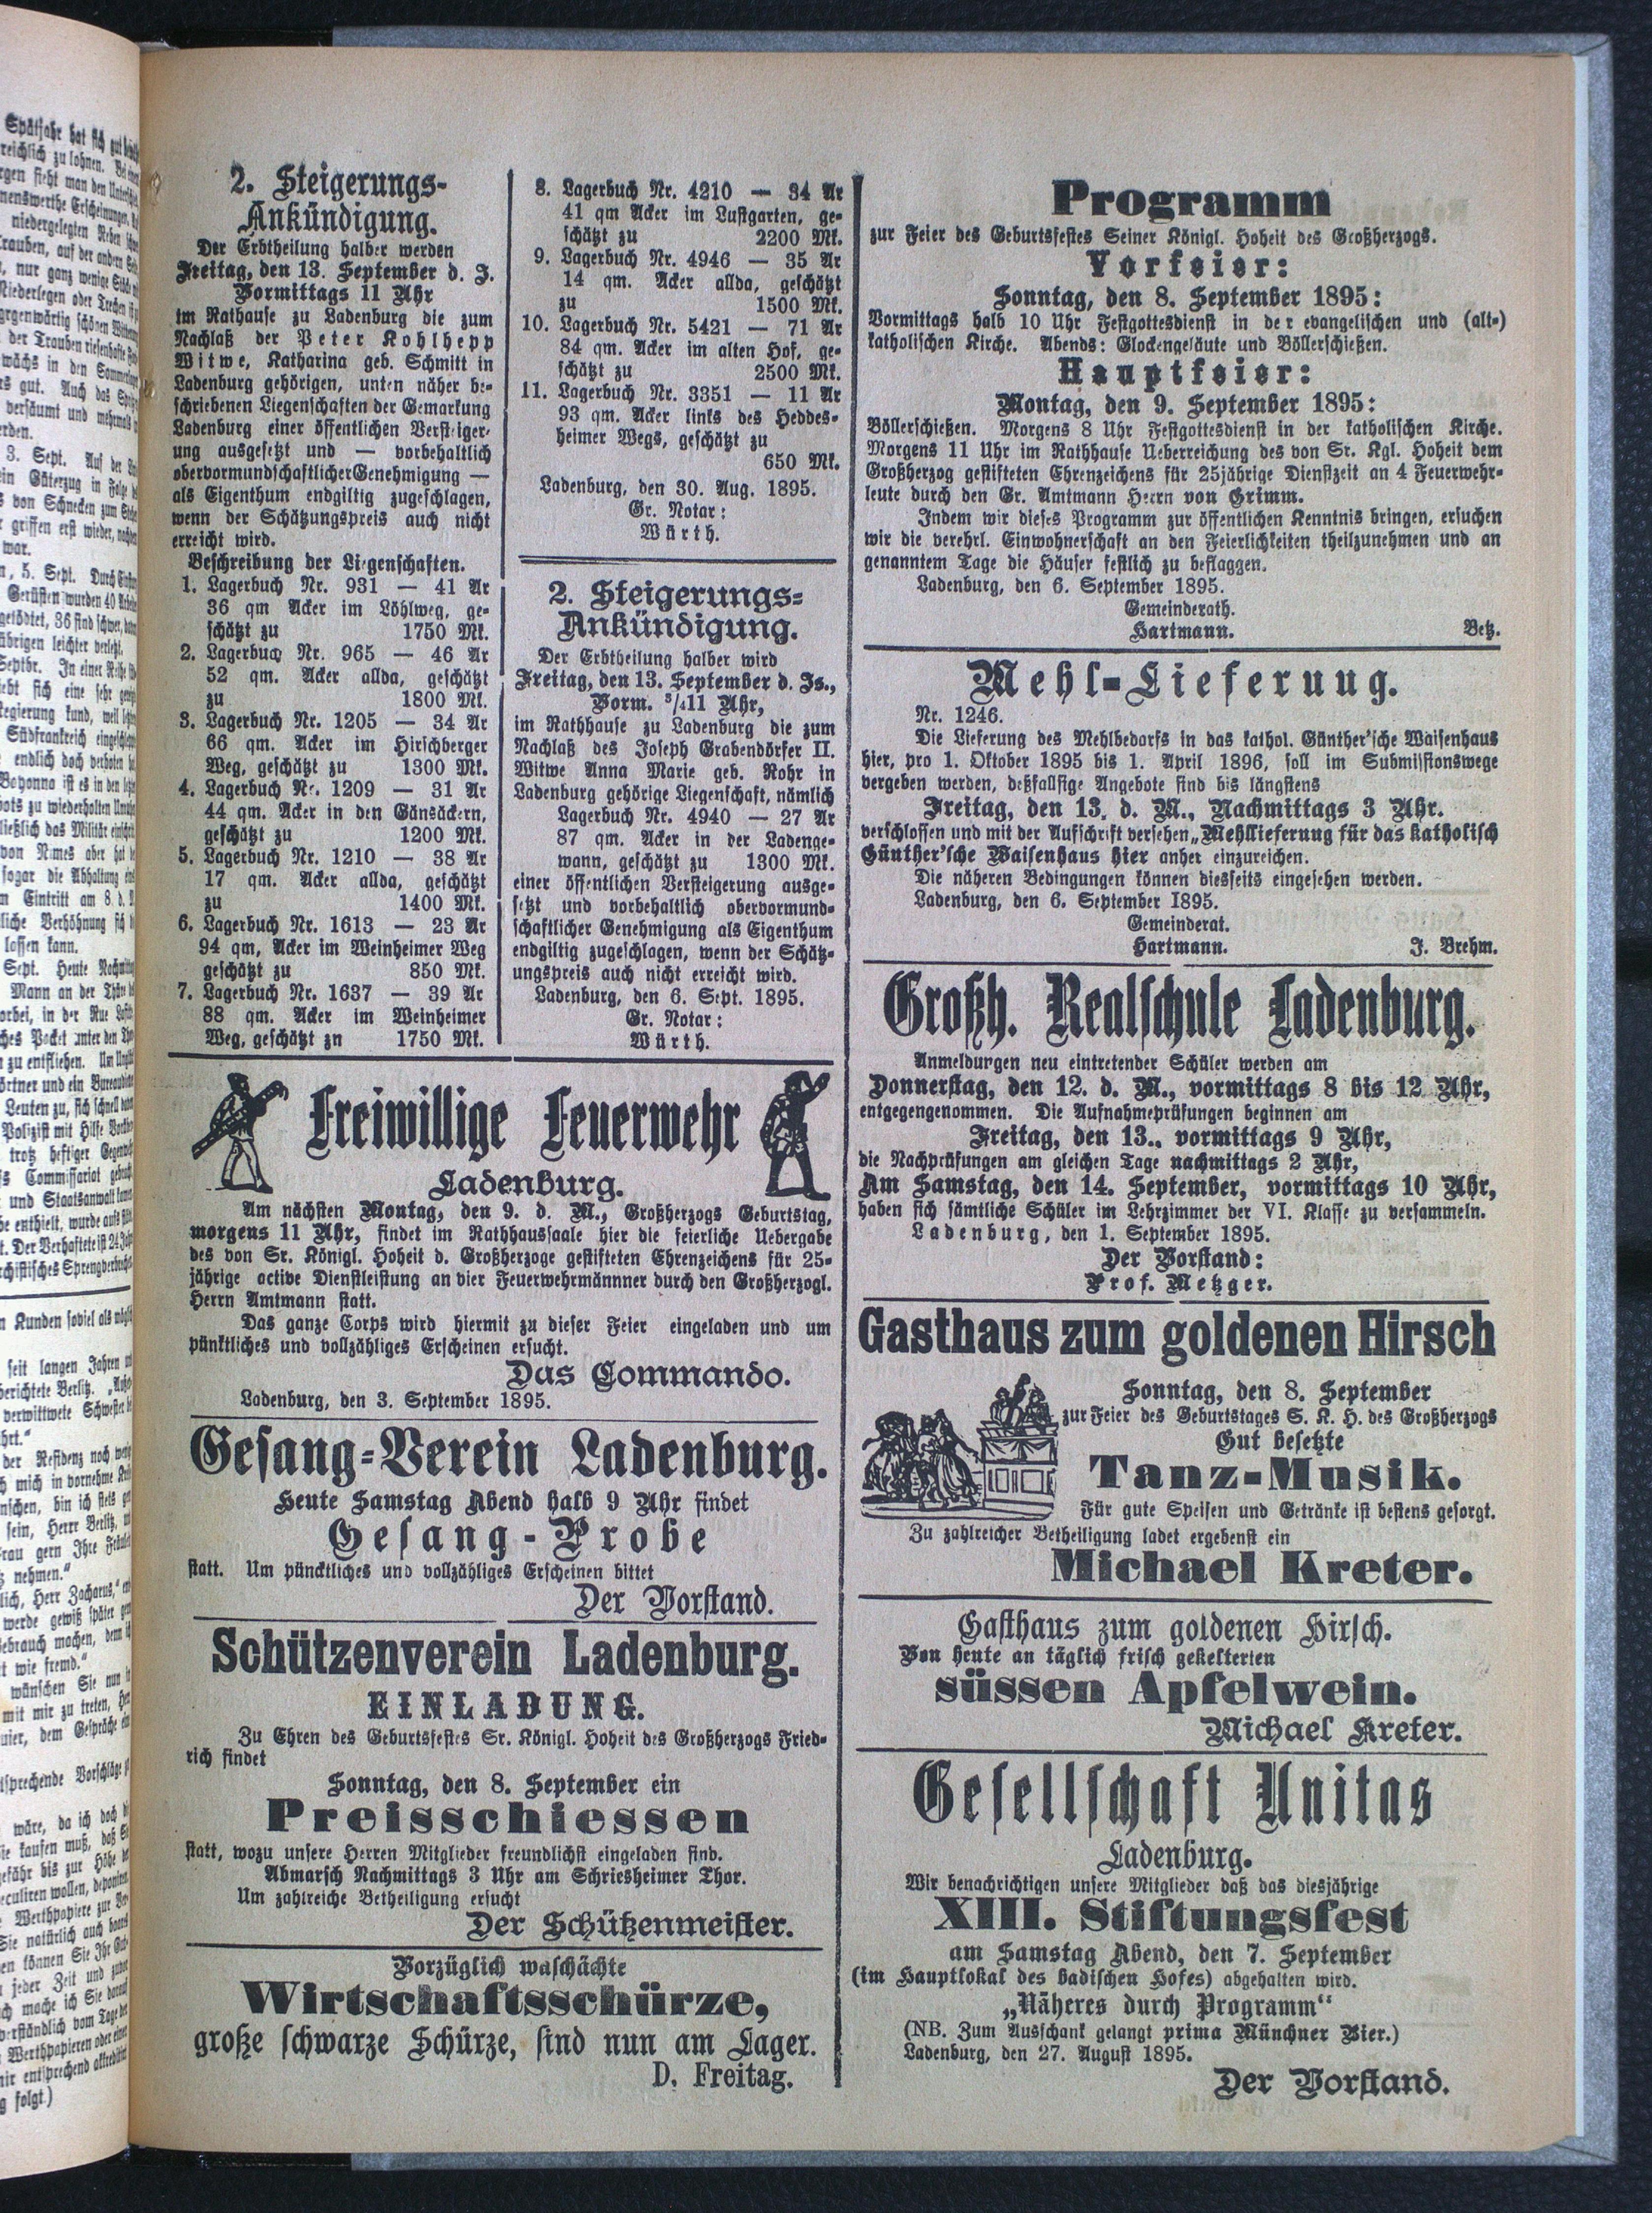 2. Steigerungs-
Ankündigung.
Der Erbtheilung halber werden
Freitag, den 13. September d. J.
Vormittags 11 Uhr
im Rathause zu Ladenburg die zum
Nachlaß der Peter Kohlhepp
Witwe, Katharina geb. Schmitt in
Ladenburg gehörigen, unten näher be-
schriebenen Liegenschaften der Gemarkung
Ladenburg einer öffentlichen Versteiger-
ung ausgesetzt und — vorbehaltlich
obervormundschaftlicher Genehmigung —
als Eigenthum endgiltig zugeschlagen,
wenn der Schätzungspreis auch nicht
erreicht wird.
Beschreibung der Liegenschaften.
1. Lagerbuch Nr. 931 — 41 Ar
36 qm Acker im Löhlweg, ge-
schätzt zu 1750 Mk.
2. Lagerbuch Nr. 965 — 46 Ar
52 qm. Acker allda, geschätzt
zu 1800 Mk.
3. Lagerbuch Nr. 1205 — 34 Ar
66 qm. Acker im Hirschberger
Weg, geschätzt zu 1300 Mk.
4. Lagerbuch Nr. 1209 — 31 Ar
44 qm. Acker in den Gänsäckern,
geschätzt zu 1200 Mk.
5. Lagerbuch Nr. 1210 — 38 Ar
17 qm. Acker allda, geschätzt
zu 1400 Mk.
6. Lagerbuch Nr. 1613 — 23 Ar
94 qm, Acker im Weinheimer Weg
geschätzt zu 850 Mk.
7. Lagerbuch Nr. 1637 — 39 Ar
88 qm. Acker im Weinheimer
Weg, geschätzt zn 1750 Mk.
8. Lagerbuch Nr. 4210 — 34 Ar
41 qm Acker im Lustgarten, ge-
schätzt zu 2200 Mk.
9. Lagerbuch Nr. 4946 — 35 Ar
14 qm. Acker allda, geschätzt
zu 1500 Mk.
10. Lagerbuch Nr. 5421 — 71 Ar
84 qm. Acker im alten Hof, ge-
schätzt zu 2500 Mk.
11. Lagerbuch Nr. 3351 — 11 Ar
93 qm. Acker links des Heddes-
heimer Wegs, geschätzt zu
650 Mk.
Ladenburg, den 30. Aug. 1895.
Gr. Notar:
Würth.
2. Steigerungs-
Ankündigung.
Der Erbtheilung halber wird
Freitag, den 13. September d. Js.,
Vorm. ³/₄11 Uhr,
im Rathhause zu Ladenburg die zum
Nachlaß des Joseph Grabendörfer II.
Witwe Anna Marie geb. Rohr in
Ladenburg gehörige Liegenschaft, nämlich
Lagerbuch Nr. 4940 — 27 Ar
87 qm. Acker in der Ladenge-
wann, geschätzt zu 1300 Mk.
einer öffentlichen Versteigerung ausge-
setzt und vorbehaltlich obervormund-
schaftlicher Genehmigung als Eigenthum
endgiltig zugeschlagen, wenn der Schätz-
ungspreis auch nicht erreicht wird.
Ladenburg, den 6. Sept. 1895.
Gr. Notar:
Würth.
Freiwillige Feuerwehr
Ladenburg.
Am nächsten Montag, den 9. d. M., Großherzogs Geburtstag,
morgens 11 Uhr, findet im Rathhaussaale hier die feierliche Uebergabe
des von Sr. Königl. Hoheit d. Großherzoge gestifteten Ehrenzeichens für 25-
jährige active Dienstleistung an vier Feuerwehrmännner durch den Großherzogl.
Herrn Amtmann statt.
Das ganze Corps wird hiermit zu dieser Feier eingeladen und um
pünktliches und vollzähliges Erscheinen ersucht.
Das Commando.
Ladenburg, den 3. September 1895.
Gesang-Verein Ladenburg.
Heute Samstag Abend halb 9 Uhr findet
Gesang-Probe
statt. Um pünctliches und vollzähliges Erscheinen bittet
Der Vorstand.
Schützenverein Ladenburg.
EINLADUNG.
Zu Ehren des Geburtsfestes Sr. Königl. Hoheit des Großherzogs Fried-
rich findet
Sonntag, den 8. September ein
Preisschiessen
statt, wozu unsere Herren Mitglieder freundlichst eingeladen sind.
Abmarsch Nachmittags 3 Uhr am Schriesheimer Thor.
Um zahlreiche Betheiligung ersucht
Der Schützenmeister.
Vorzüglich waschächte
Wirtschaftsschürze,
große schwarze Schürze, sind nun am Lager.
D. Freitag.
Programm
zur Feier des Geburtsfestes Seiner Königl. Hoheit des Großherzogs.
Vorfeier:
Sonntag, den 8. September 1895:
Vormittags halb 10 Uhr Festgottesdienst in der evangelischen und (alt-)
katholischen Kirche. Abends: Glockengeläute und Böllerschießen.
Hauptfeier:
Montag, den 9. September 1895:
Böllerschießen. Morgens 8 Uhr Festgottesdienst in der katholischen Kirche.
Morgens 11 Uhr im Rathhause Ueberreichung des von Sr. Kgl. Hoheit dem
Großherzog gestifteten Ehrenzeichens für 25jährige Dienstzeit an 4 Feuerwehr-
leute durch den Gr. Amtmann Herrn von Grimm.
Indem wir dieses Programm zur öffentlichen Kenntnis bringen, ersuchen
wir die verehrl. Einwohnerschaft an den Feierlichkeiten theilzunehmen und an
genanntem Tage die Häuser festlich zu beflaggen.
Ladenburg, den 6. September 1895.
Gemeinderath.
Hartmann. Betz.
Mehl-Lieferung.
Nr. 1246.
Die Lieferung des Mehlbedarfs in das kathol. Günther'sche Waisenhaus
hier, pro 1. Oktober 1895 bis 1. April 1896, soll im Submissionswege
vergeben werden, deßfallsige Angebote sind bis längstens
Freitag, den 13. d. M., Nachmittags 3 Uhr.
verschlossen und mit der Aufschrift versehen „Mehllieferung für das katholisch
Günther'sche Waisenhaus hier anher einzureichen.
Die näheren Bedingungen können diesseits eingesehen werden.
Ladenburg, den 6. September 1895.
Gemeinderat.
Hartmann. J. Brehm.
Großh. Realschule Ladenburg.
Anmeldungen neu eintretender Schüler werden am
Donnerstag, den 12. d. M., vormittags 8 bis 12 Uhr,
entgegengenommen. Die Aufnahmeprüfungen beginnen am
Freitag, den 13., vormittags 9 Uhr,
die Nachprüfungen am gleichen Tage nachmittags 2 Uhr,
Am Samstag, den 14. September, vormittags 10 Uhr,
haben sich sämtliche Schüler im Lehrzimmer der VI. Klasse zu versammeln.
Ladenburg, den 1. September 1895.
Der Vorstand:
Prof. Metzger.
Gasthaus zum goldenen Hirsch
Sonntag, den 8. September
zur Feier des Geburtstages S. K. H. des Großherzogs
Gut besetzte
Tanz-Musik.
Für gute Speisen und Getränke ist bestens gesorgt.
Zu zahlreicher Betheiligung ladet ergebenst ein
Michael Kreter.
Gasthaus zum goldenen Hirsch.
Von heute an täglich frisch gekelterten
süssen Apfelwein.
Michael Kreter.
Gesellschaft Unitas
Ladenburg.
Wir benachrichtigen unsere Mitglieder daß das diesjährige
XIII. Stiftungsfest
am Samstag Abend, den 7. September
(im Hauptlokal des badischen Hofes) abgehalten wird.
„Näheres durch Programm“
(NB. Zum Ausschank gelangt prima Münchner Bier.)
Ladenburg, den 27. August 1895.
Der Vorstand.